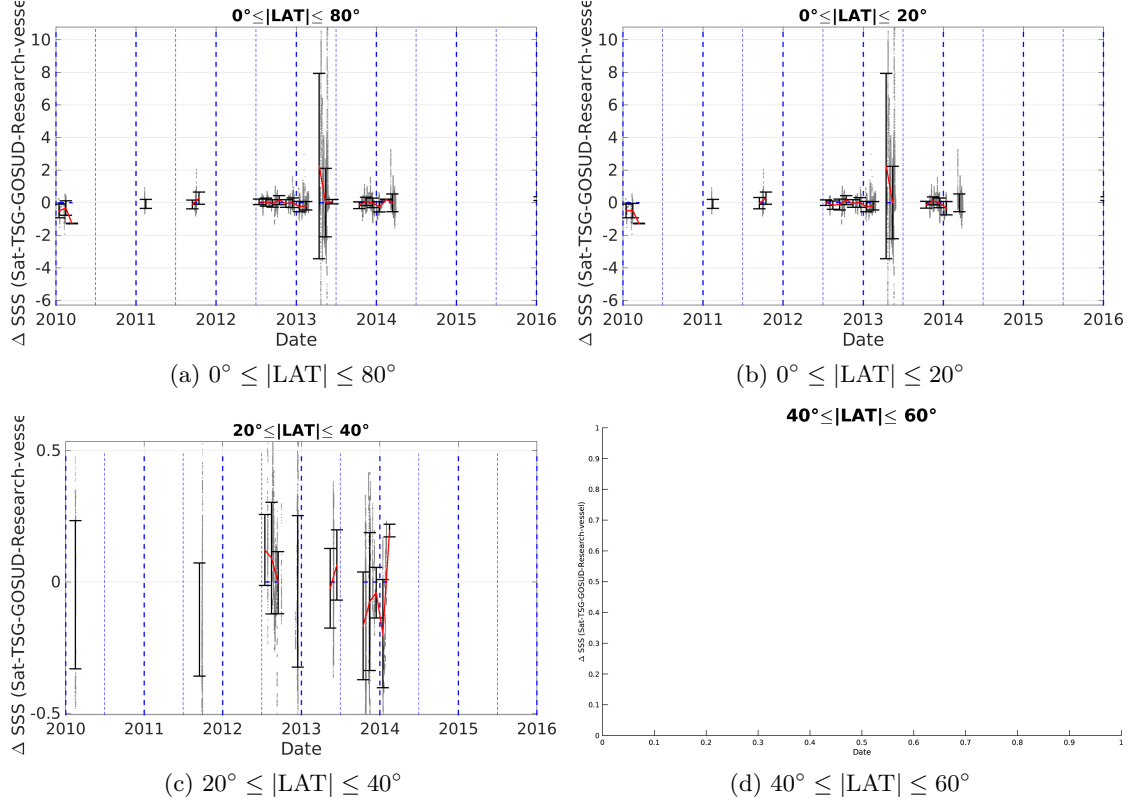 0°≤|LAT|≤ 80°
Δ SSS (Sat-TSG-GOSUD-Research-vessel
10
8
6
4
2
0
-2
-4
-6
2010 2011 2012 2013 2014 2015 2016
Date
(a) 0° ≤ |LAT| ≤ 80°
0°≤|LAT|≤ 20°
Δ SSS (Sat-TSG-GOSUD-Research-vessel
10
8
6
4
2
0
-2
-4
-6
2010 2011 2012 2013 2014 2015 2016
Date
(b) 0° ≤ |LAT| ≤ 20°
20°≤|LAT|≤ 40°
Δ SSS (Sat-TSG-GOSUD-Research-vesse
0.5
0
-0.5
2010 2011 2012 2013 2014 2015 2016
Date
(c) 20° ≤ |LAT| ≤ 40°
40°≤|LAT|≤ 60°
Δ SSS (Sat-TSG-GOSUD-Research-vessel)
1
0.9
0.8
0.7
0.6
0.5
0.4
0.3
0.2
0.1
0
0 0.1 0.2 0.3 0.4 0.5 0.6 0.7 0.8 0.9 1
Date
(d) 40° ≤ |LAT| ≤ 60°